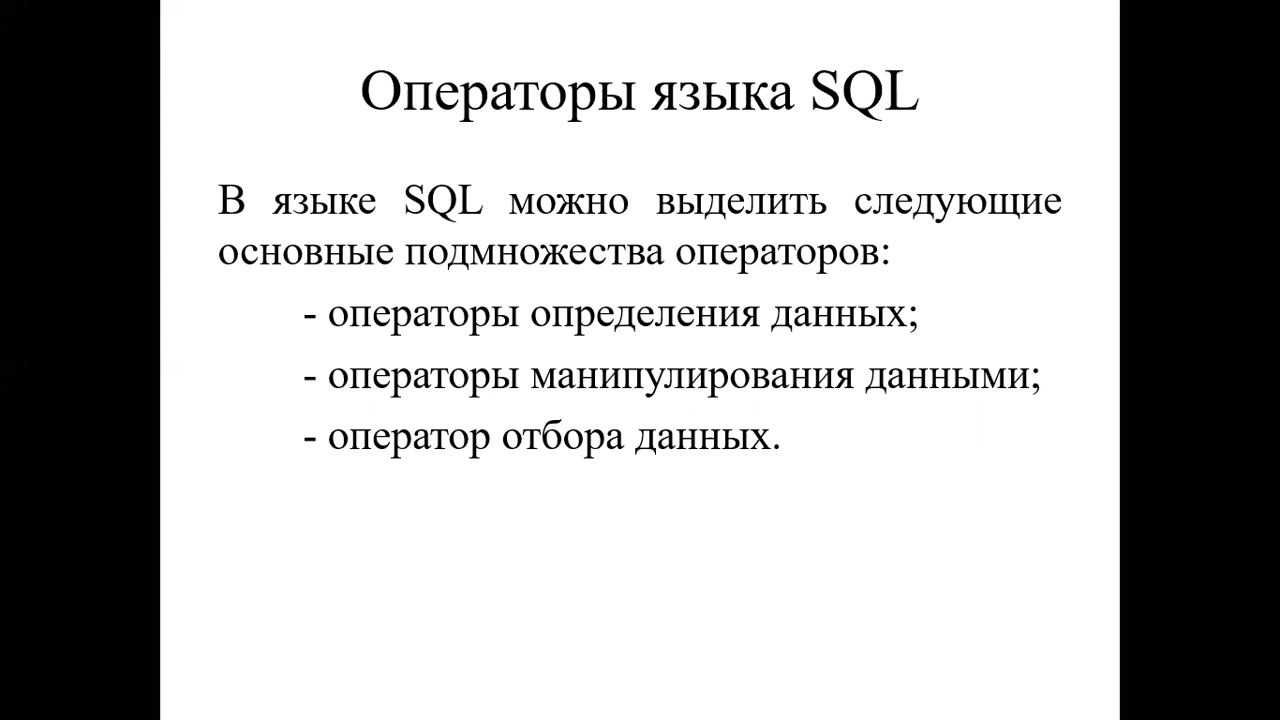 Операторы языка SQL
В языке SQL можно выделить следующие
основные подмножества операторов:
- операторы определения данных;
- операторы манипулирования данными;
- оператор отбора данных.